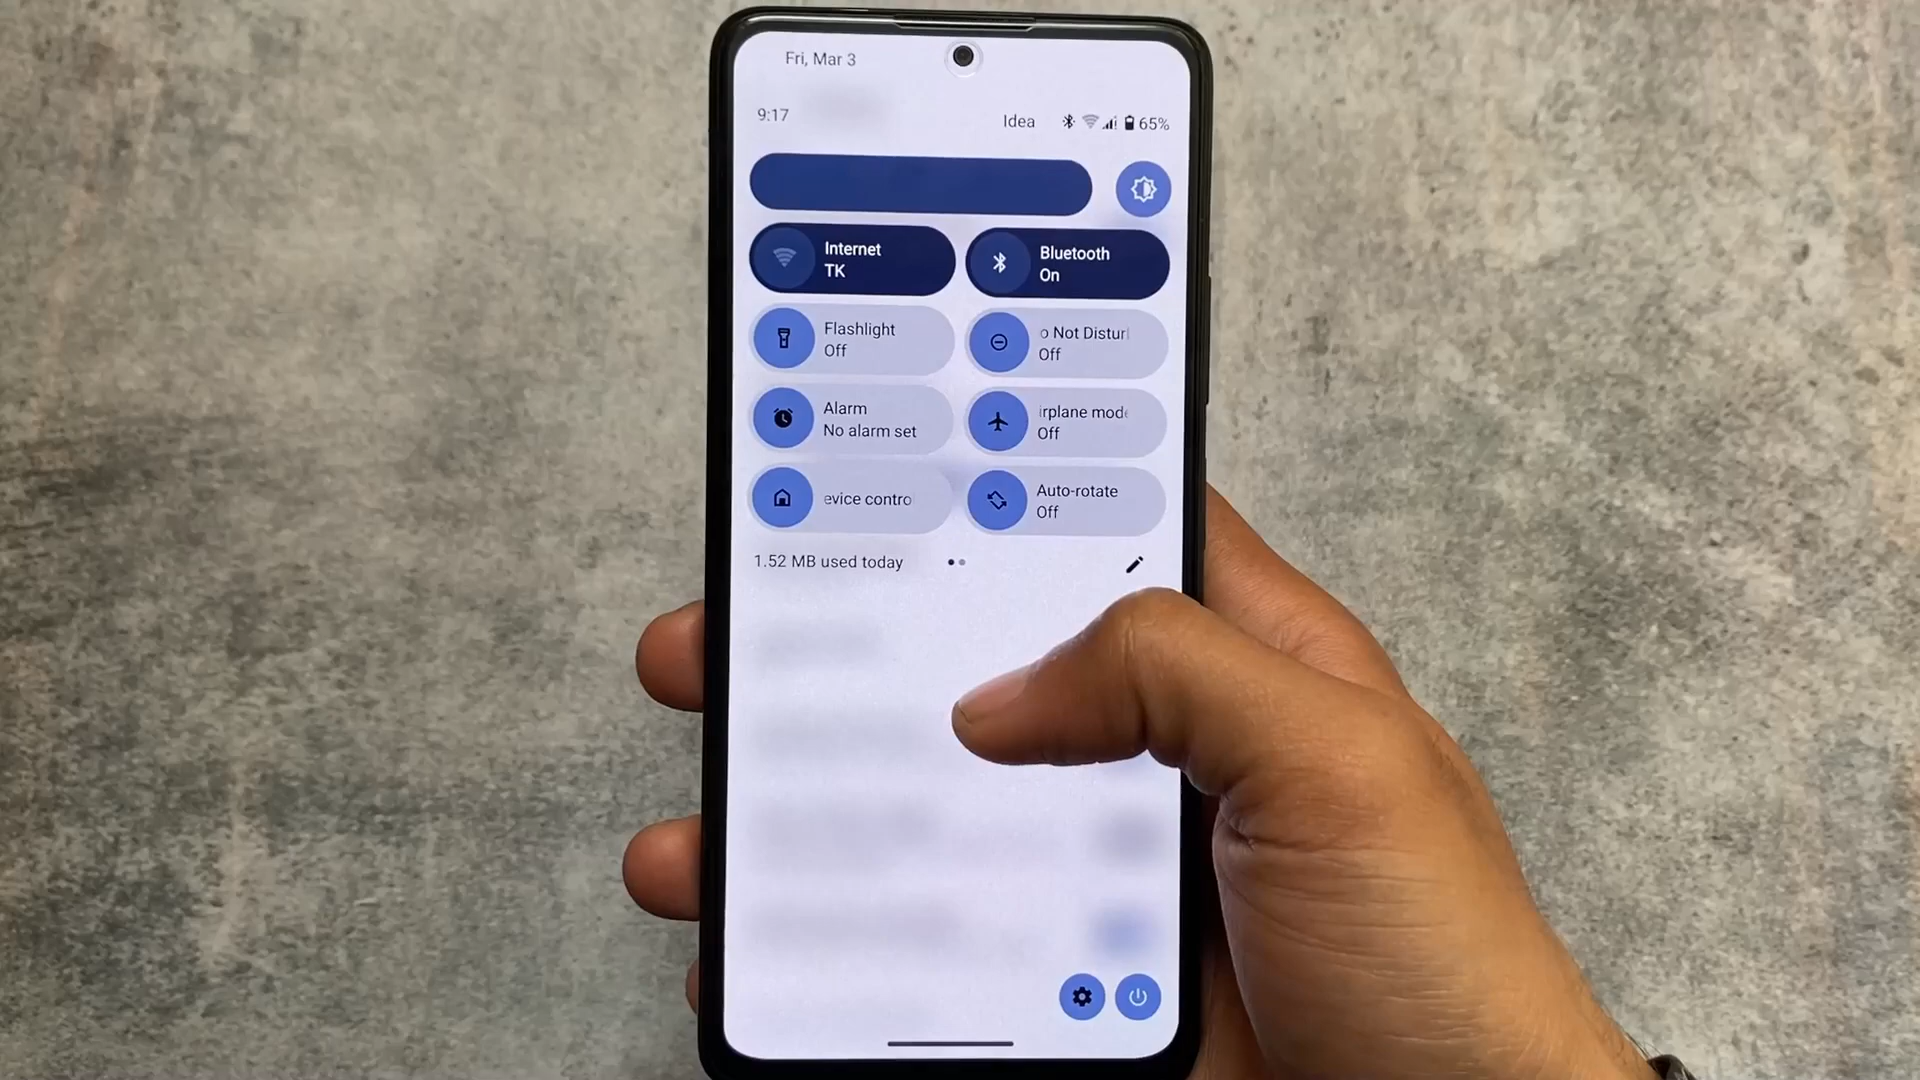 Fri, Mar 3
9:17
Idea
65%
Internet
TK
Bluetooth
On
Flashlight
Off
o Not Distur
Off
Alarm
No alarm set
irplane mode
Off
evice contro
Auto-rotate
Off
1.52 MB used today